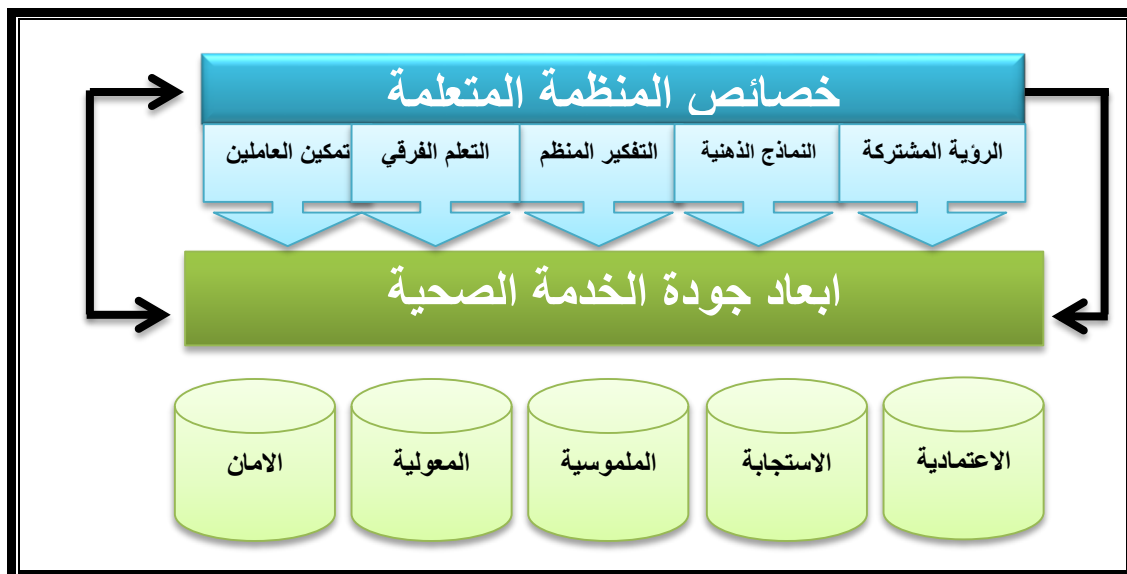 خصائص المنظمة المتعلمة
الرؤية المشتركة
النماذج الذهنية
التفكير المنظم
التعلم الفرقي
تمكين العاملين
ابعاد جودة الخدمة الصحية
الاعتمادية
الاستجابة
الملموسية
المعولية
الامان